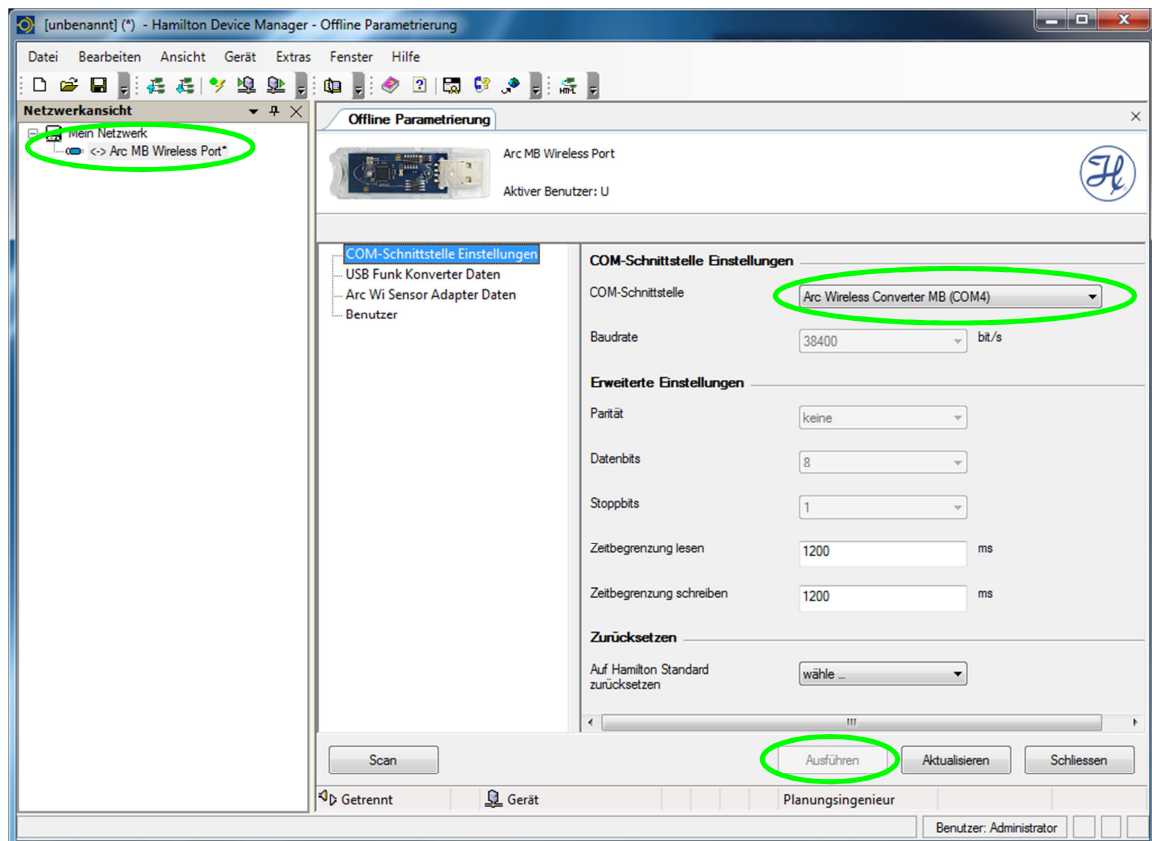 [unbenannt] (*) - Hamilton Device Manager - Offline Parametrierung
Datei Bearbeiten Ansicht Gerät Extras Fenster Hilfe
Netzwerkansicht
Mein Netzwerk
<-> Arc MB Wireless Port*
Offline Parametrierung
Arc MB Wireless Port
Aktiver Benutzer: U
COM-Schnittstelle Einstellungen
USB Funk Konverter Daten
Arc Wi Sensor Adapter Daten
Benutzer
COM-Schnittstelle Einstellungen
COM-Schnittstelle Arc Wireless Converter MB (COM4)
Baudrate 38400 bit/s
Erweiterte Einstellungen
Parität keine
Datenbits 8
Stoppbits 1
Zeitbegrenzung lesen 1200 ms
Zeitbegrenzung schreiben 1200 ms
Zurücksetzen
Auf Hamilton Standard wähle ...
zurücksetzen
Scan Ausführen Aktualisieren Schliessen
Getrennt Gerät Planungsingenieur
Benutzer: Administrator